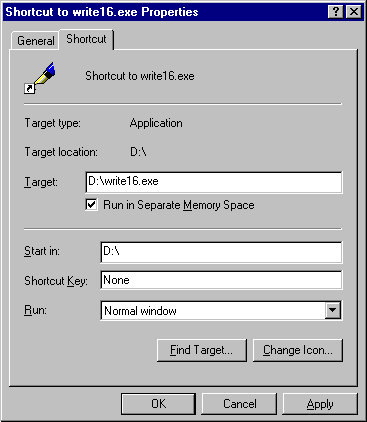 Shortcut to write16.exe Properties
General
Shortcut
Shortcut to write16.exe
Target type: Application
Target location: D:\
Target: D:\write16.exe
Run in Separate Memory Space
Start in: D:\
Shortcut Key: None
Run: Normal window
Find Target...
Change Icon...
OK
Cancel
Apply